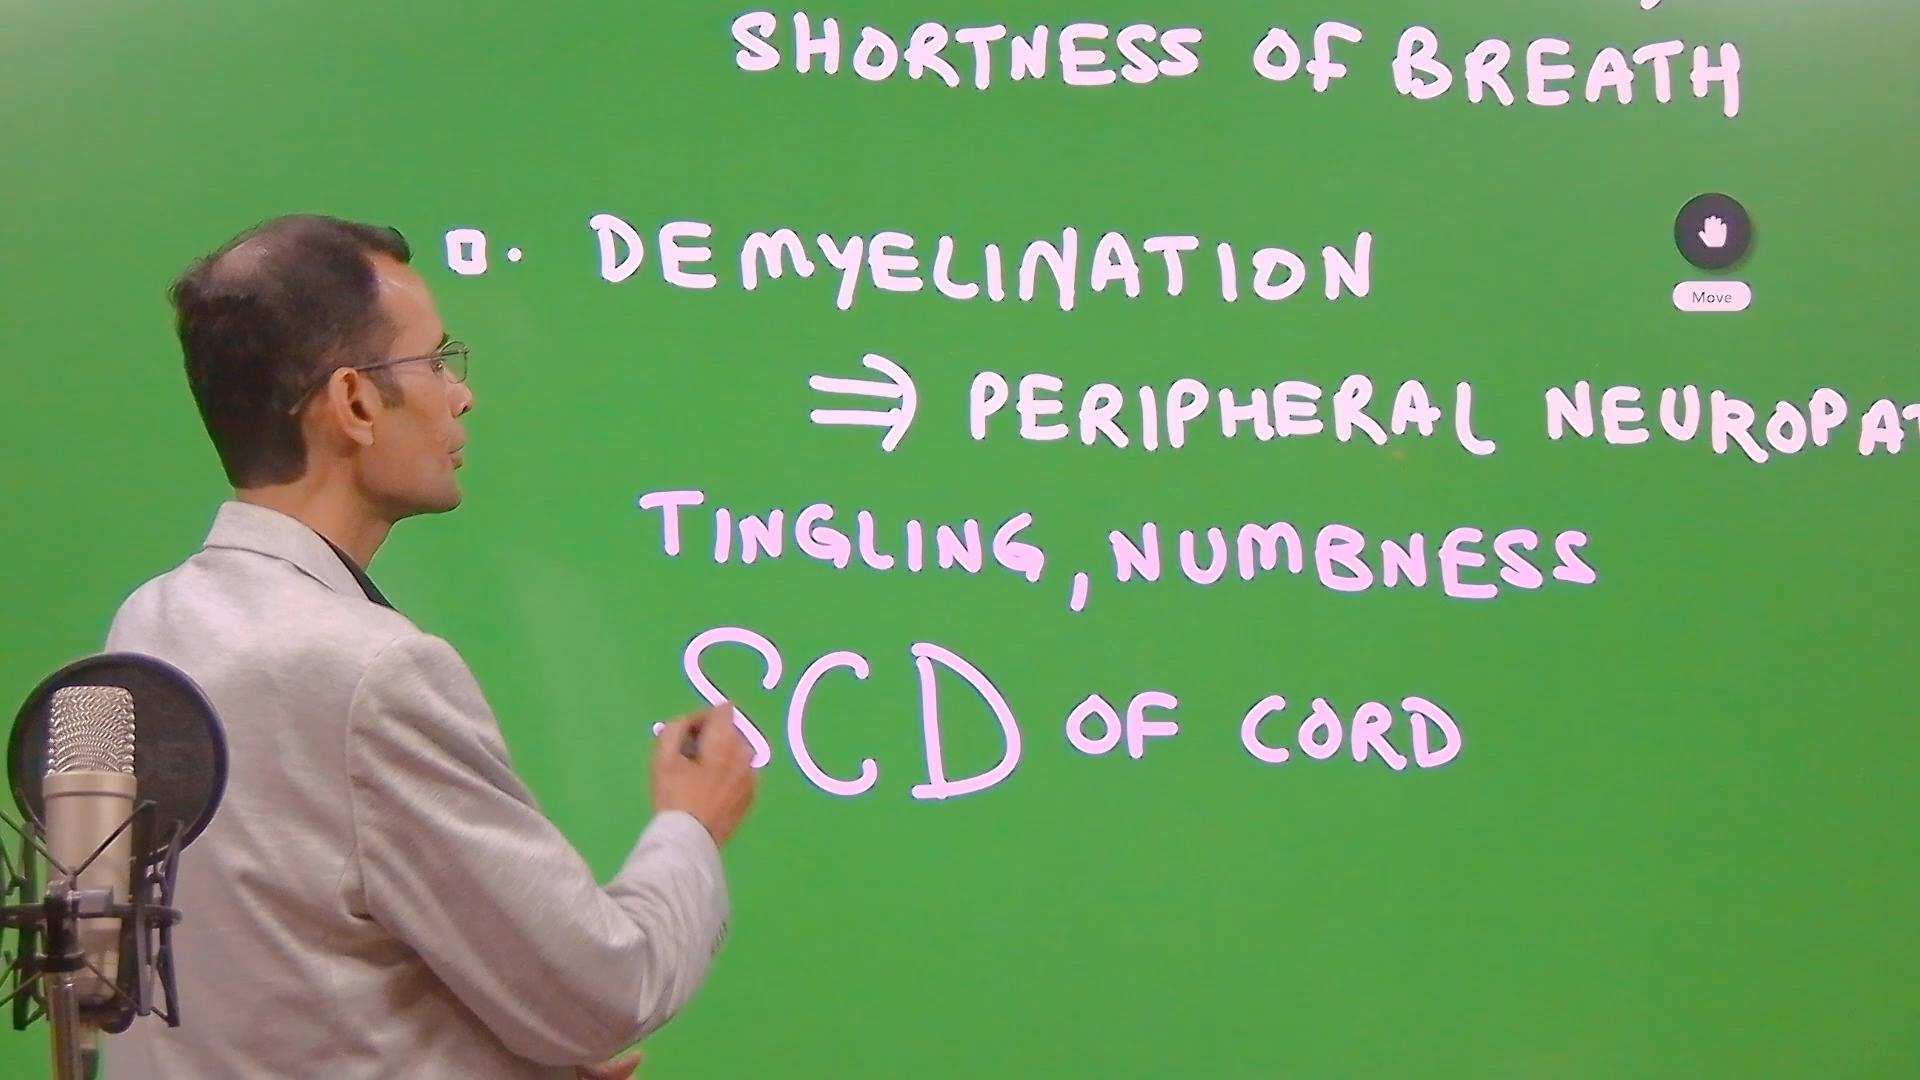 SHORTNESS OF BREATH
DEMYELINATION
Move
⇒ PERIPHERAL NEUROPAT
TINGLING, NUMBNESS
SCD OF CORD